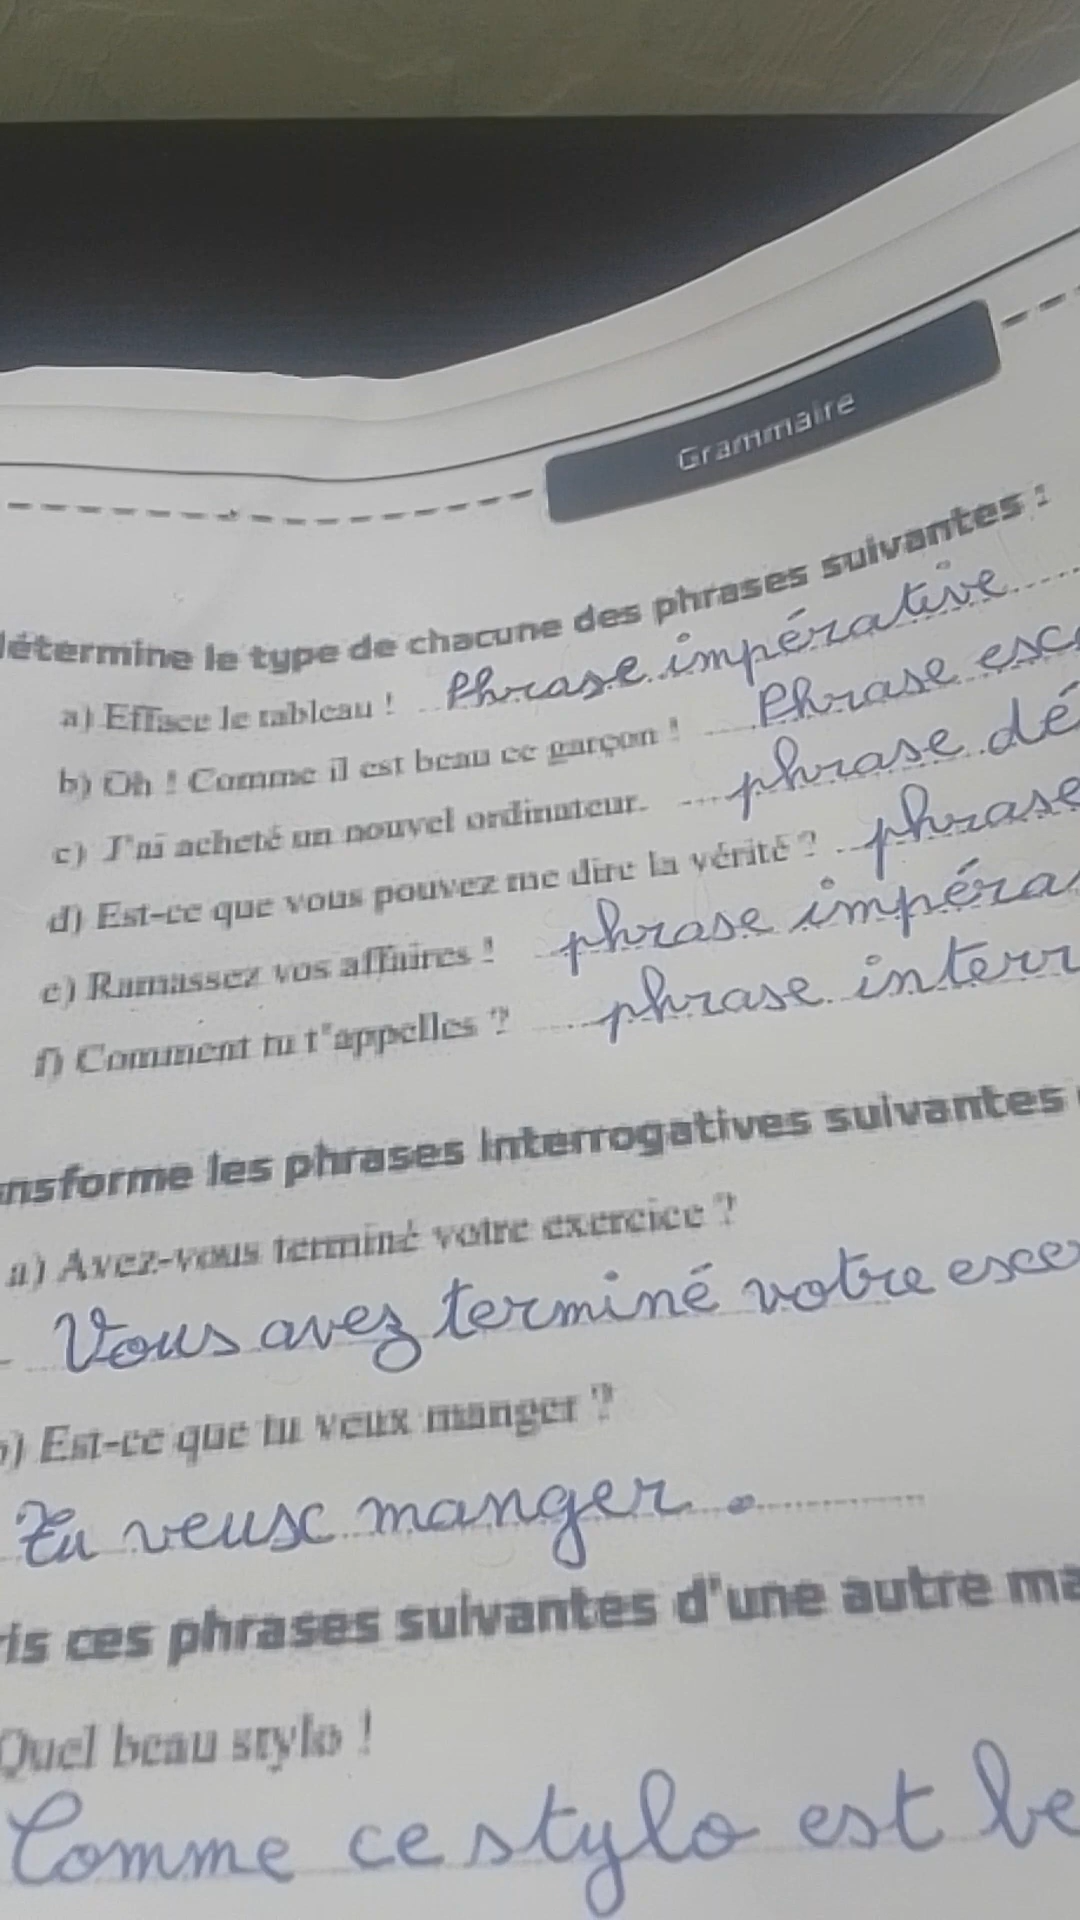 Grammaire
détermine le type de chacune des phrases suivantes :
a) Efface le tableau ! Phrase impérative
b) Oh ! Comme il est beau ce garçon ! Phrase esc
c) J'ai acheté un nouvel ordinateur. phrase dé
d) Est-ce que vous pouvez me dire la vérité ? phrase
e) Ramassez vos affaires ! phrase impéra
f) Comment tu t'appelles ? phrase interr
nsforme les phrases interrogatives suivantes
a) Avez-vous terminé votre exercice ?
- Vous avez terminé votre exer
b) Est-ce que tu veux manger ?
Tu veux manger.
ris ces phrases suivantes d'une autre ma
Quel beau stylo !
Comme ce stylo est be